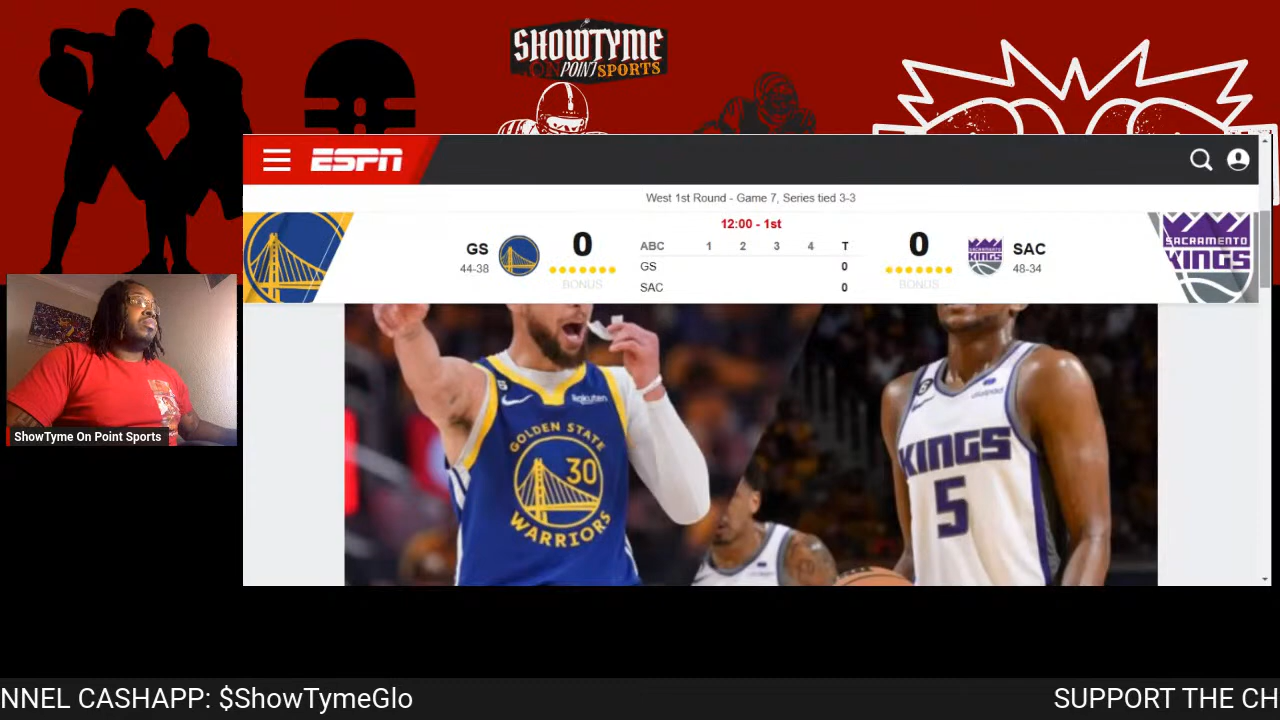 SHOWTYME
ON POINT SPORTS
ESPN
West 1st Round - Game 7, Series tied 3-3
12:00 - 1st
GS
44-38
0
BONUS
ABC 1 2 3 4 T
GS 0
SAC 0
0
BONUS
SAC
48-34
SACRAMENTO
KINGS
Rakuten
GOLDEN STATE
30
WARRIORS
KINGS
5
ShowTyme On Point Sports
NNEL CASHAPP: $ShowTymeGlo
SUPPORT THE CH